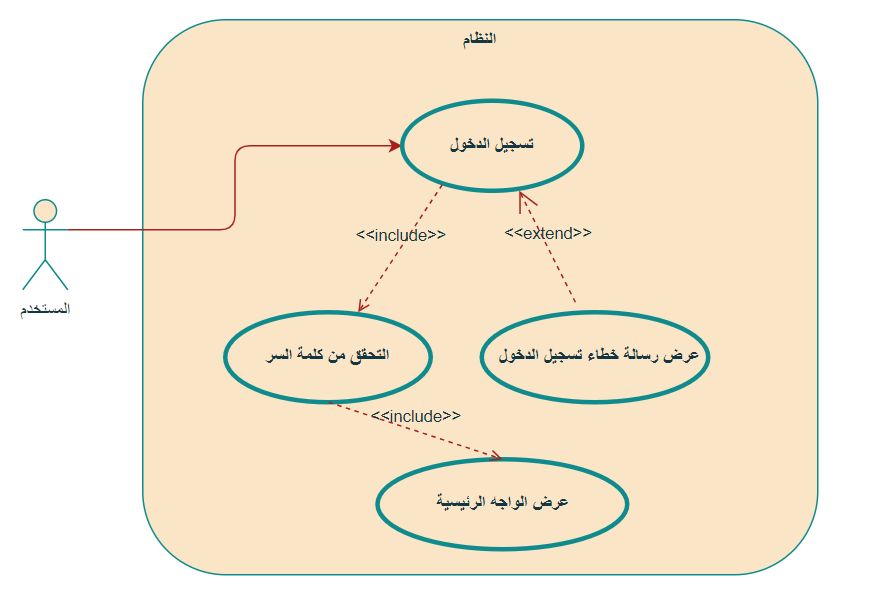 النظام
تسجيل الدخول
<<include>>
<<extend>>
المستخدم
التحقق من كلمة السر
عرض رسالة خطاء تسجيل الدخول
<<include>>
عرض الواجه الرئيسية